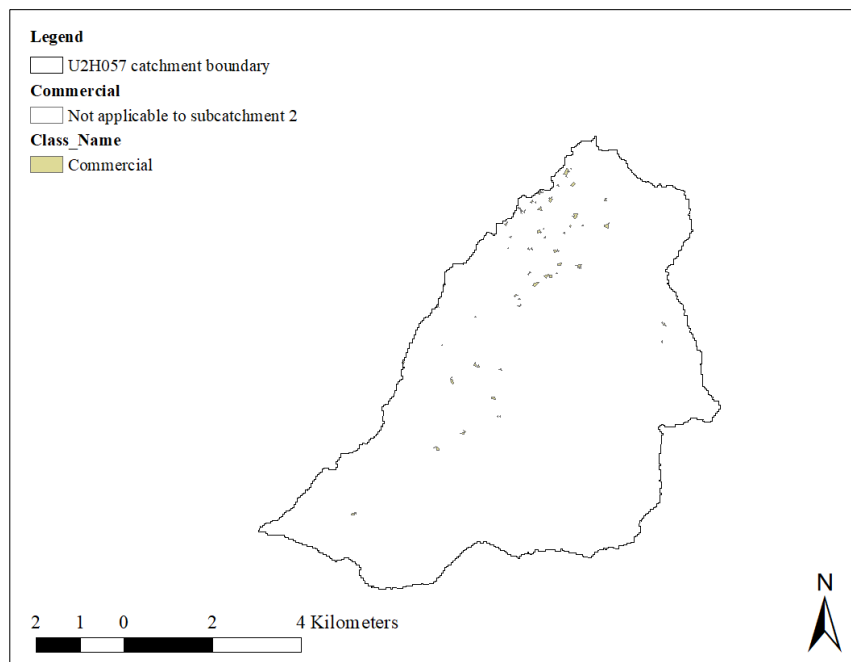 Legend
U2H057 catchment boundary
Commercial
Not applicable to subcatchment 2
Class_Name
Commercial
N
2 1 0 2 4 Kilometers